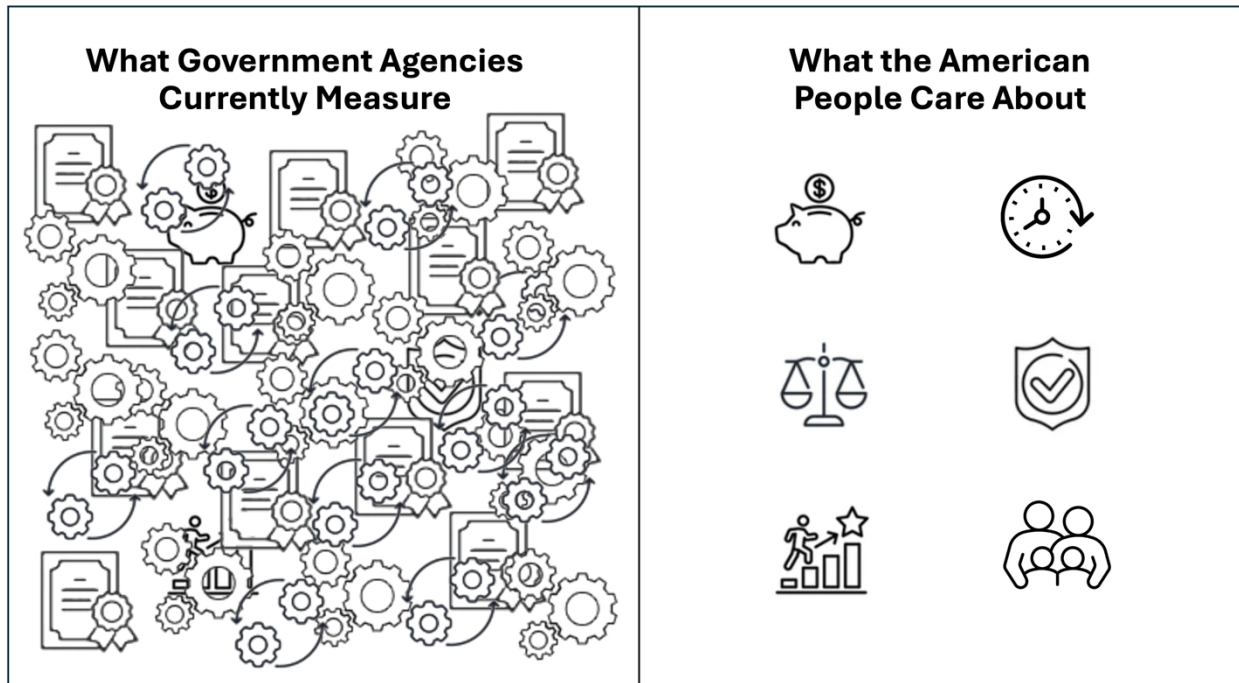 What Government Agencies
Currently Measure
$
What the American
People Care About
$